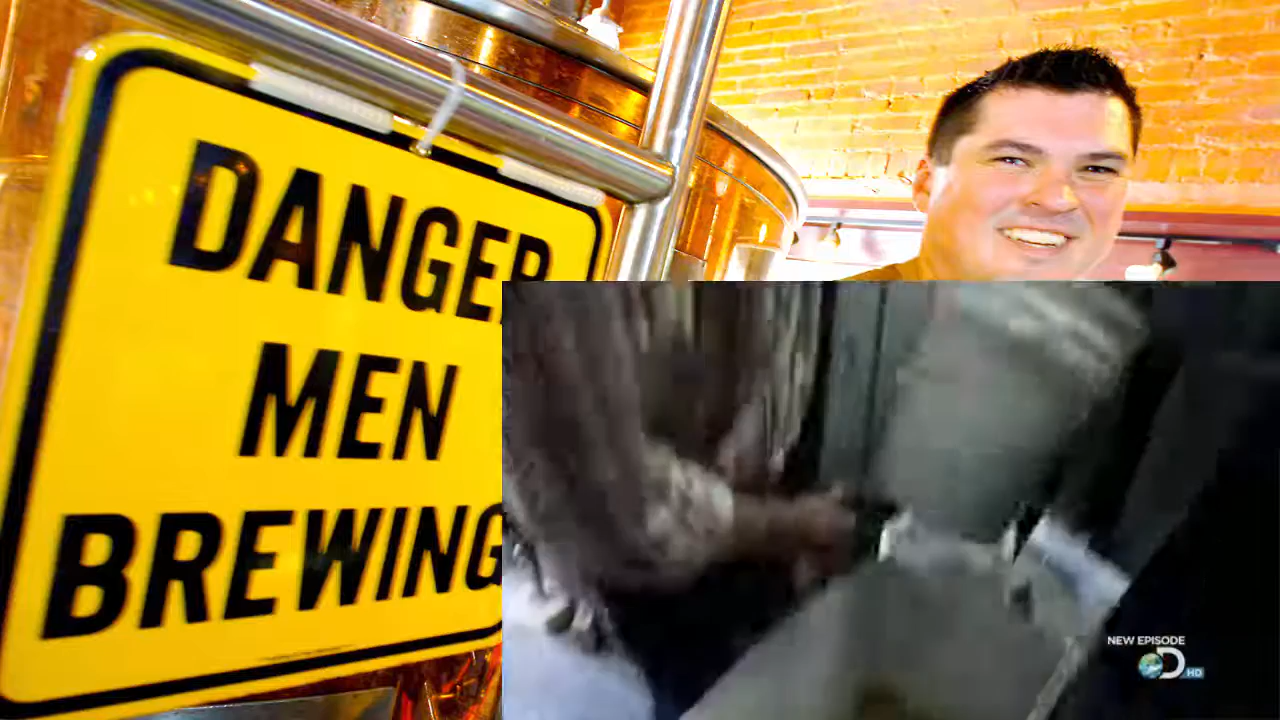 DANGER
MEN
BREWING
NEW EPISODE
HD